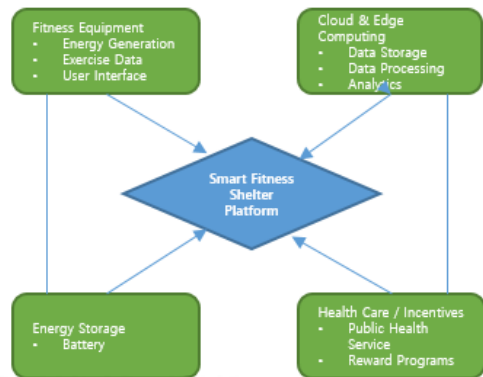 Fitness Equipment
- Energy Generation
- Exercise Data
- User Interface
Cloud & Edge
Computing
- Data Storage
- Data Processing
- Analytics
Smart Fitness
Shelter
Platform
Energy Storage
- Battery
Health Care / Incentives
- Public Health
Service
- Reward Programs